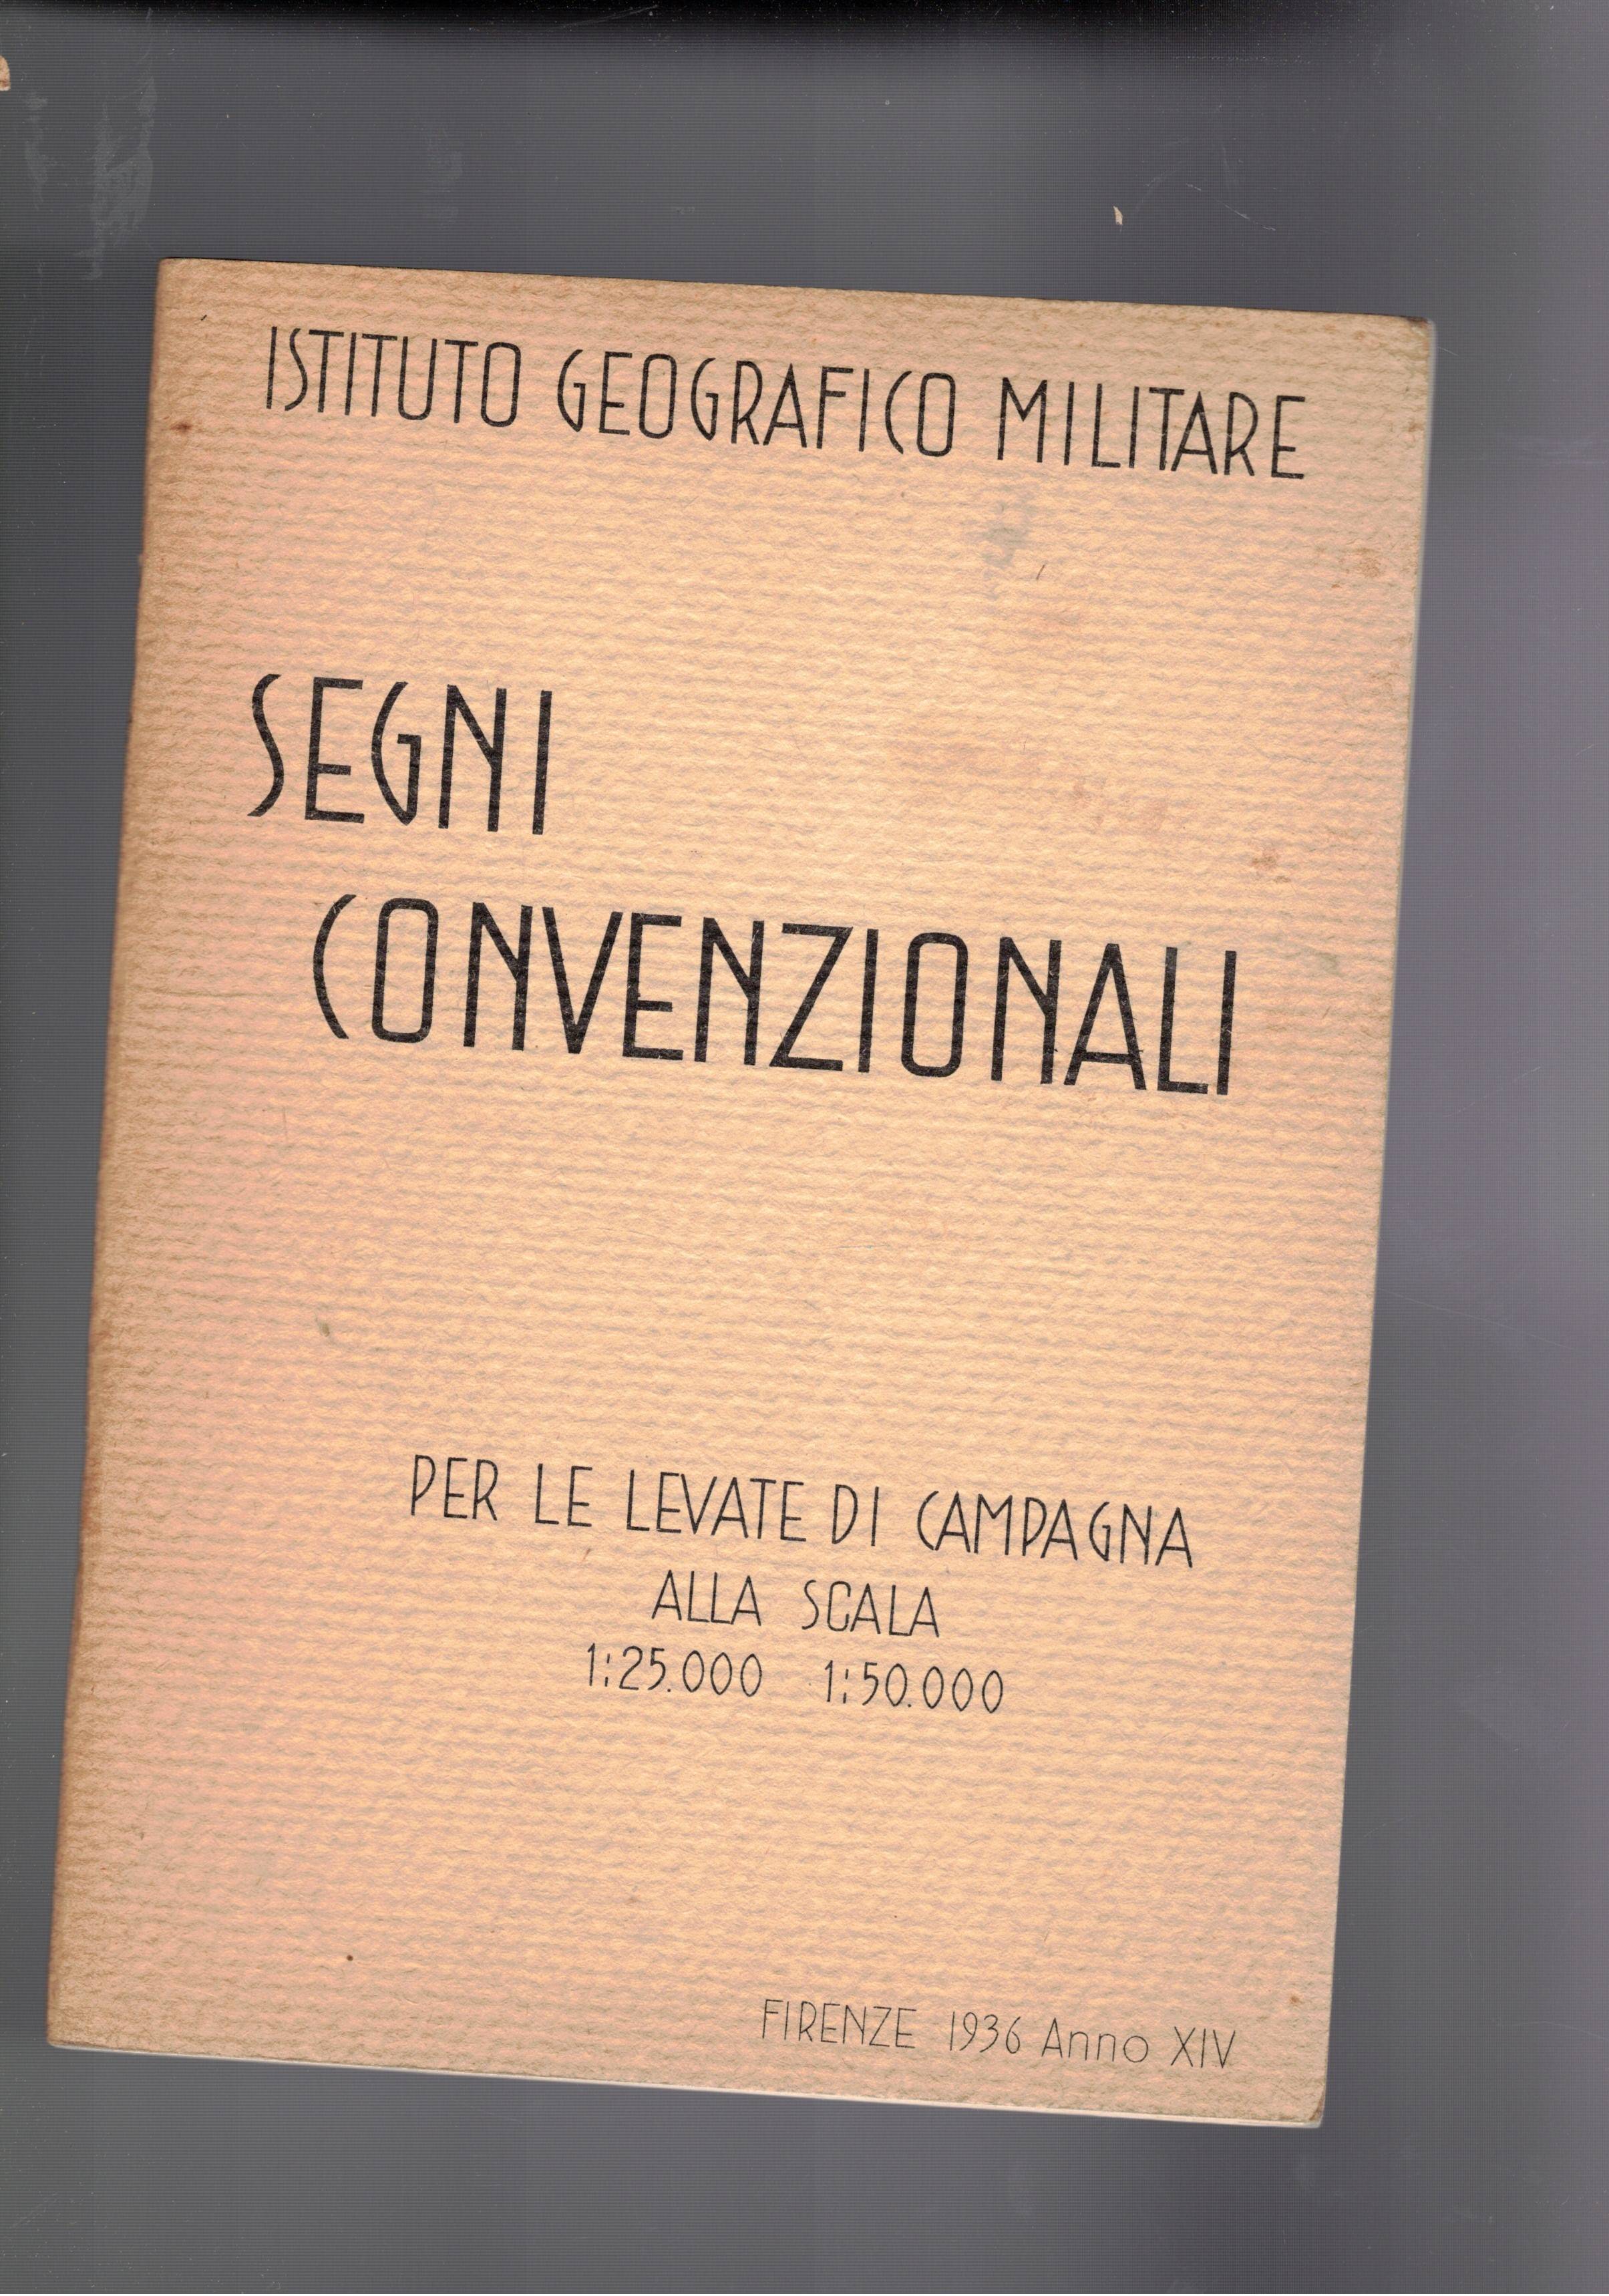 ISTITUTO GEOGRAFICO MILITARE
SEGNI
CONVENZIONALI
PER LE LEVATE DI CAMPAGNA
ALLA SCALA
1:25.000 1:50.000
FIRENZE 1936 Anno XIV